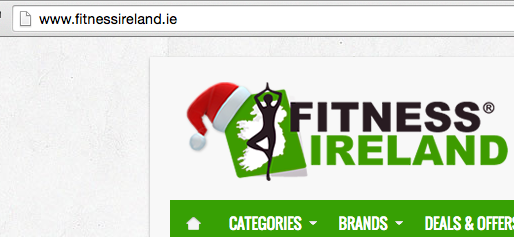 www.fitnessireland.ie
FITNESS®
IRELAND
CATEGORIES BRANDS DEALS & OFFERS